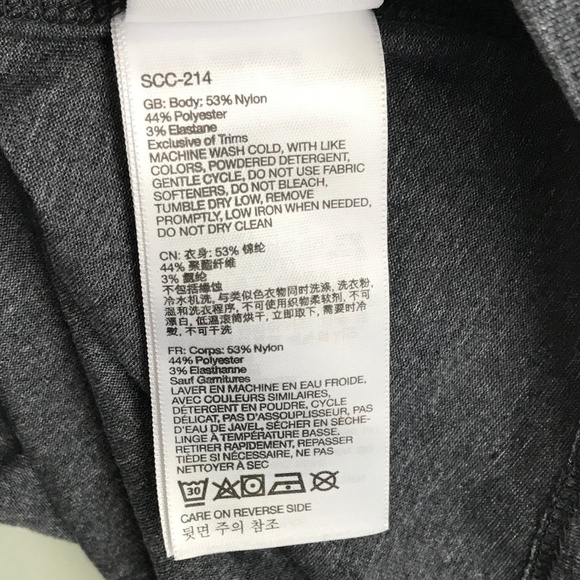 SCC-214
GB: Body: 53% Nylon
44% Polyester
3% Elastane
Exclusive of Trims
MACHINE WASH COLD, WITH LIKE
COLORS, POWDERED DETERGENT,
GENTLE CYCLE, DO NOT USE FABRIC
SOFTENERS, DO NOT BLEACH,
TUMBLE DRY LOW, REMOVE
PROMPTLY, LOW IRON WHEN NEEDED,
DO NOT DRY CLEAN
CN: 衣身: 53% 锦纶
44% 聚酯纤维
3% 氨纶
不包括缘蚀
冷水机洗, 与类似色衣物同时洗涤, 洗衣粉,
温和洗衣程序, 不可使用织物柔软剂, 不可
漂白, 低温滚筒烘干, 立即取下, 需要时冷
熨, 不可干洗
FR: Corps: 53% Nylon
44% Polyester
3% Elasthanne
Sauf Garnitures
LAVER EN MACHINE EN EAU FROIDE,
AVEC COULEURS SIMILAIRES,
DÉTERGENT EN POUDRE, CYCLE
DÉLICAT, PAS D'ASSOUPLISSEUR, PAS
D'EAU DE JAVEL, SÉCHER EN SÈCHE-
LINGE À TEMPÉRATURE BASSE,
RETIRER RAPIDEMENT, REPASSER
TIÈDE SI NÉCESSAIRE, NE PAS
NETTOYER À SEC
30
CARE ON REVERSE SIDE
뒷면 주의 참조